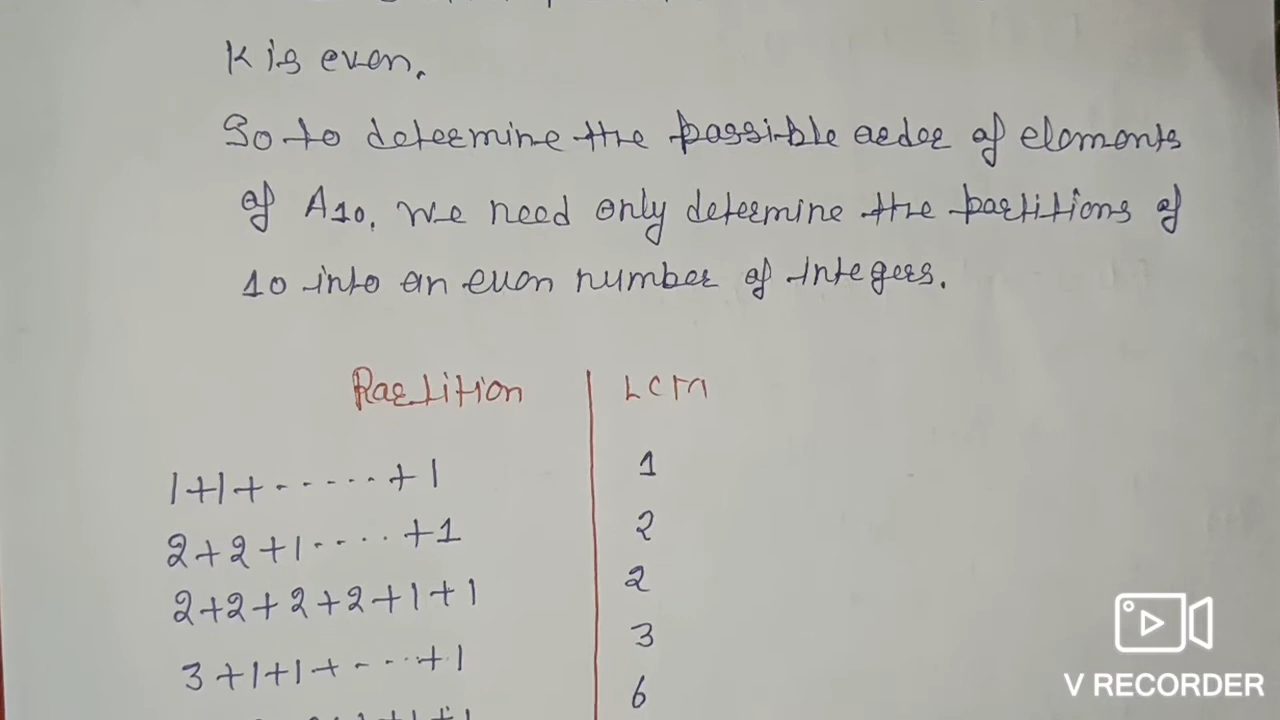 K is even.
So to determine the possible order of elements
of A10, we need only determine the partitions of
10 into an even number of integers.
Partition LCM
1+1+......+1 1
2+2+1....+1 2
2+2+2+2+1+1 2
3+1+1+....+1 3
6
V RECORDER